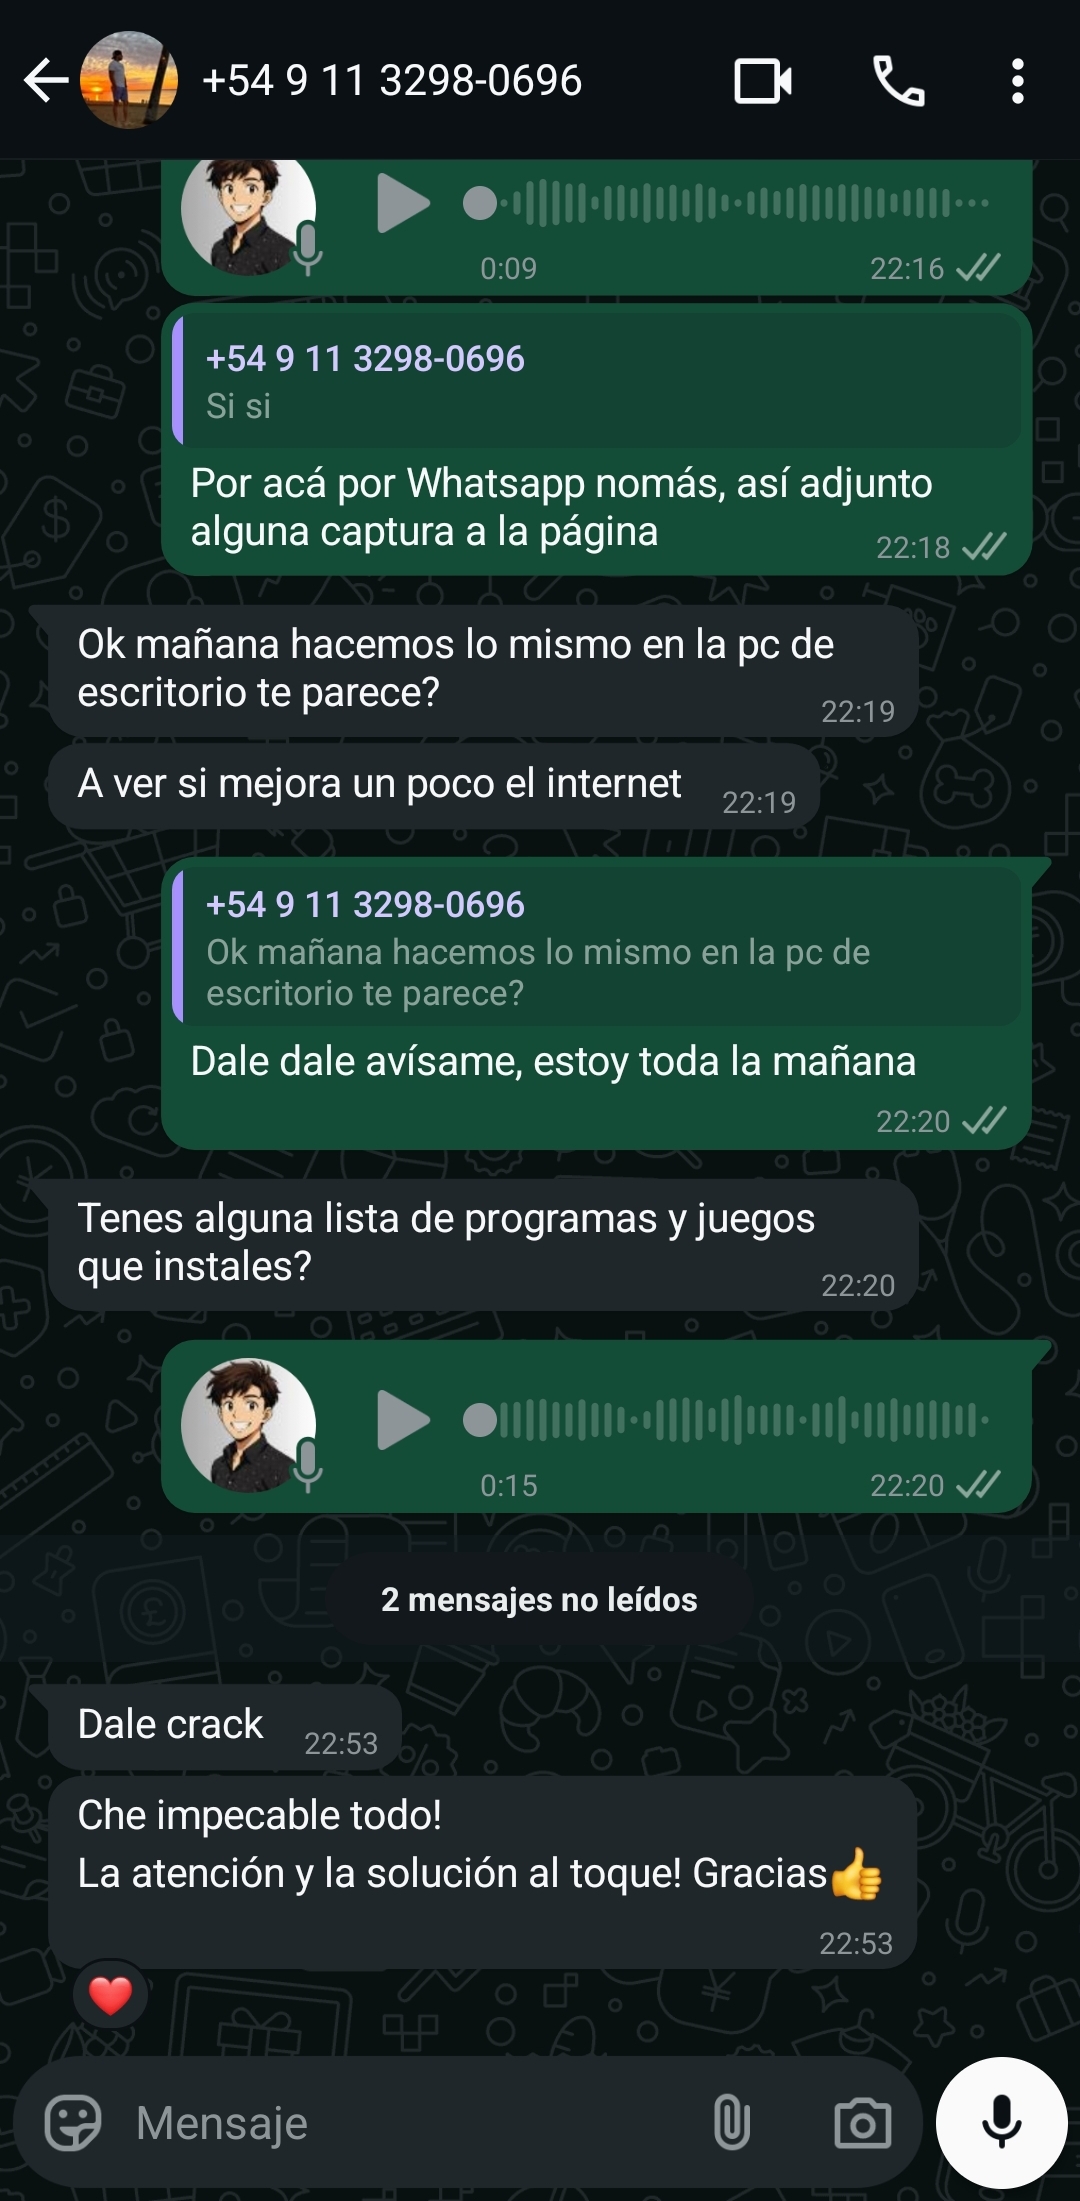 +54 9 11 3298-0696
0:09
22:16
+54 9 11 3298-0696
Si si
Por acá por Whatsapp nomás, así adjunto
alguna captura a la página
22:18
Ok mañana hacemos lo mismo en la pc de
escritorio te parece?
22:19
A ver si mejora un poco el internet
22:19
+54 9 11 3298-0696
Ok mañana hacemos lo mismo en la pc de
escritorio te parece?
Dale dale avísame, estoy toda la mañana
22:20
Tenes alguna lista de programas y juegos
que instales?
22:20
0:15
22:20
2 mensajes no leídos
Dale crack
22:53
Che impecable todo!
La atención y la solución al toque! Gracias👍
22:53
Mensaje